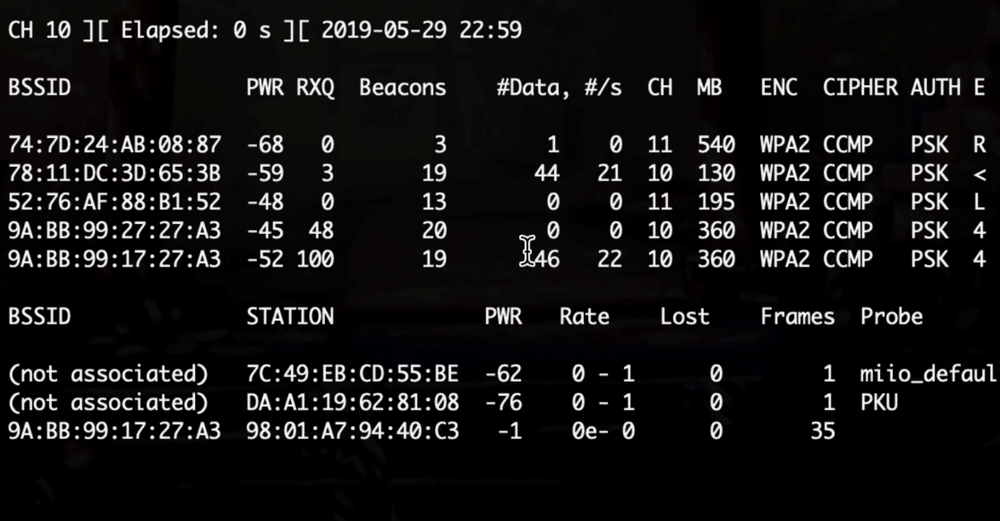 CH 10 ][ Elapsed: 0 s ][ 2019-05-29 22:59
BSSID PWR RXQ Beacons #Data, #/s CH MB ENC CIPHER AUTH E
74:7D:24:AB:08:87 -68 0 3 1 0 11 540 WPA2 CCMP PSK R
78:11:DC:3D:65:3B -59 3 19 44 21 10 130 WPA2 CCMP PSK <
52:76:AF:88:B1:52 -48 0 13 0 0 11 195 WPA2 CCMP PSK L
9A:BB:99:27:27:A3 -45 48 20 0 0 10 360 WPA2 CCMP PSK 4
9A:BB:99:17:27:A3 -52 100 19 46 22 10 360 WPA2 CCMP PSK 4
BSSID STATION PWR Rate Lost Frames Probe
(not associated) 7C:49:EB:CD:55:BE -62 0 - 1 0 1 miio_defaul
(not associated) DA:A1:19:62:81:08 -76 0 - 1 0 1 PKU
9A:BB:99:17:27:A3 98:01:A7:94:40:C3 -1 0e- 0 0 35